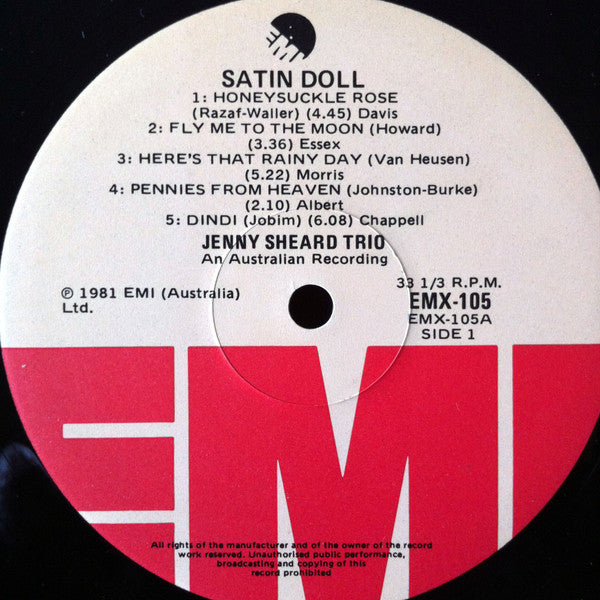 EMI
SATIN DOLL
1: HONEYSUCKLE ROSE
(Razaf-Waller) (4.45) Davis
2: FLY ME TO THE MOON (Howard)
(3.36) Essex
3: HERE'S THAT RAINY DAY (Van Heusen)
(5.22) Morris
4: PENNIES FROM HEAVEN (Johnston-Burke)
(2.10) Albert
5: DINDI (Jobim) (6.08) Chappell
JENNY SHEARD TRIO
An Australian Recording
℗ 1981 EMI (Australia)
Ltd.
33 1/3 R.P.M.
EMX-105
EMX-105A
SIDE 1
EMI
All rights of the manufacturer and of the owner of the record
work reserved. Unauthorised public performance,
broadcasting and copying of this
record prohibited